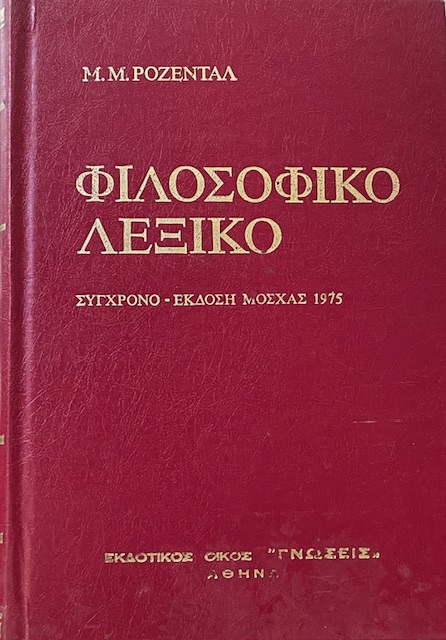 Μ. Μ. ΡΟΖΕΝΤΑΛ
ΦΙΛΟΣΟΦΙΚΟ
ΛΕΞΙΚΟ
ΣΥΓΧΡΟΝΟ - ΕΚΔΟΣΗ ΜΟΣΧΑΣ 1975
ΕΚΔΟΤΙΚΟΣ ΟΙΚΟΣ "ΓΝΩΣΕΙΣ"
ΑΘΗΝΑ